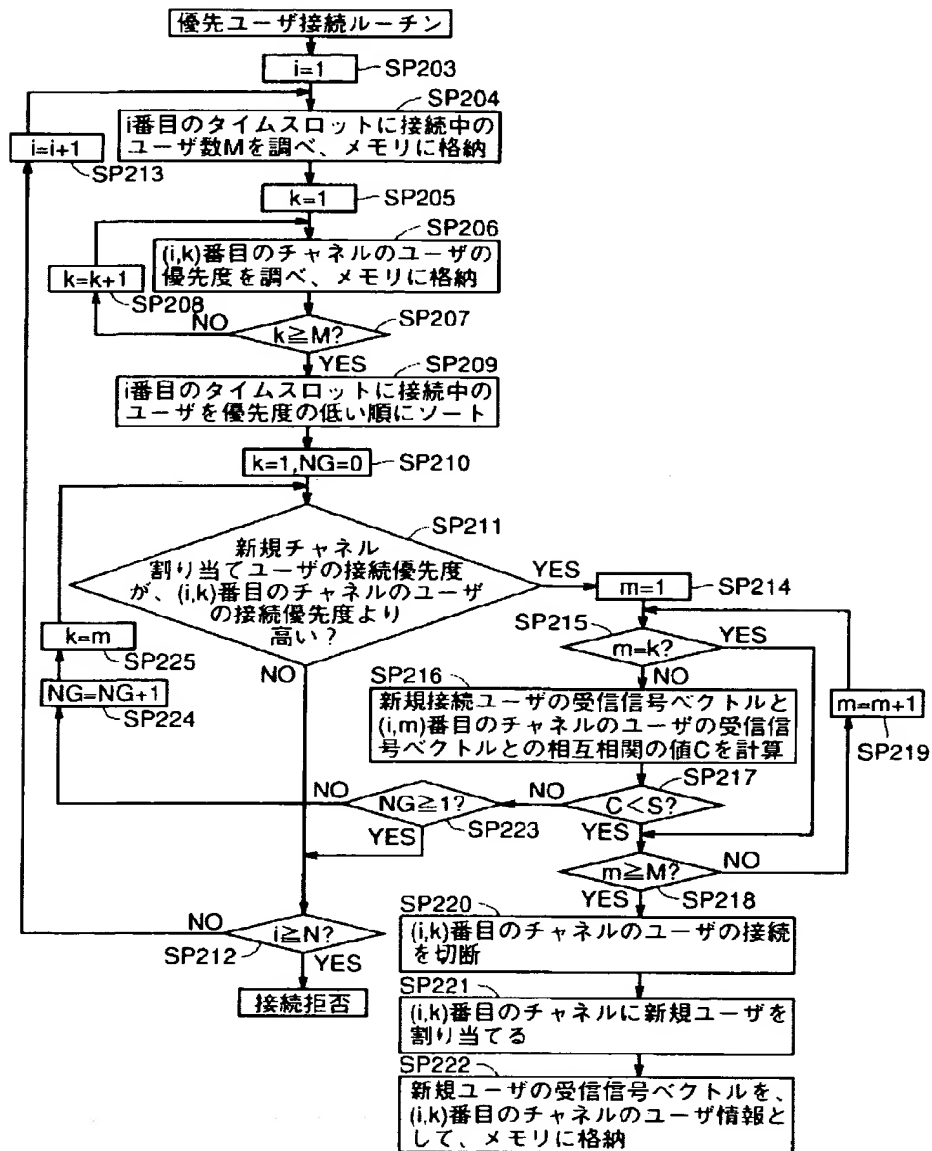 優先ユーザ接続ルーチン
i=1
SP203
SP204
i番目のタイムスロットに接続中の
ユーザ数Mを調べ、メモリに格納
i=i+1
SP213
k=1
SP205
SP206
(i,k)番目のチャネルのユーザの
優先度を調べ、メモリに格納
k=k+1
SP208
NO
k≧M?
SP207
YES
SP209
i番目のタイムスロットに接続中の
ユーザを優先度の低い順にソート
k=1,NG=0
SP210
SP211
新規チャネル
割り当てユーザの接続優先度
が、(i,k)番目のチャネルのユーザ
の接続優先度より
高い?
YES
m=1
SP214
SP215
m=k?
YES
NO
k=m
SP225
NO
SP216
新規接続ユーザの受信信号ベクトルと
(i,m)番目のチャネルのユーザの受信信
号ベクトルとの相互相関の値Cを計算
m=m+1
SP219
NG=NG+1
SP224
SP217
NO
NG≧1?
NO
C<S?
YES
SP223
YES
m≧M?
NO
SP218
YES
NO
i≧N?
SP212
YES
接続拒否
SP220
(i,k)番目のチャネルのユーザの接続
を切断
SP221
(i,k)番目のチャネルに新規ユーザを
割り当てる
SP222
新規ユーザの受信信号ベクトルを、
(i,k)番目のチャネルのユーザ情報と
して、メモリに格納